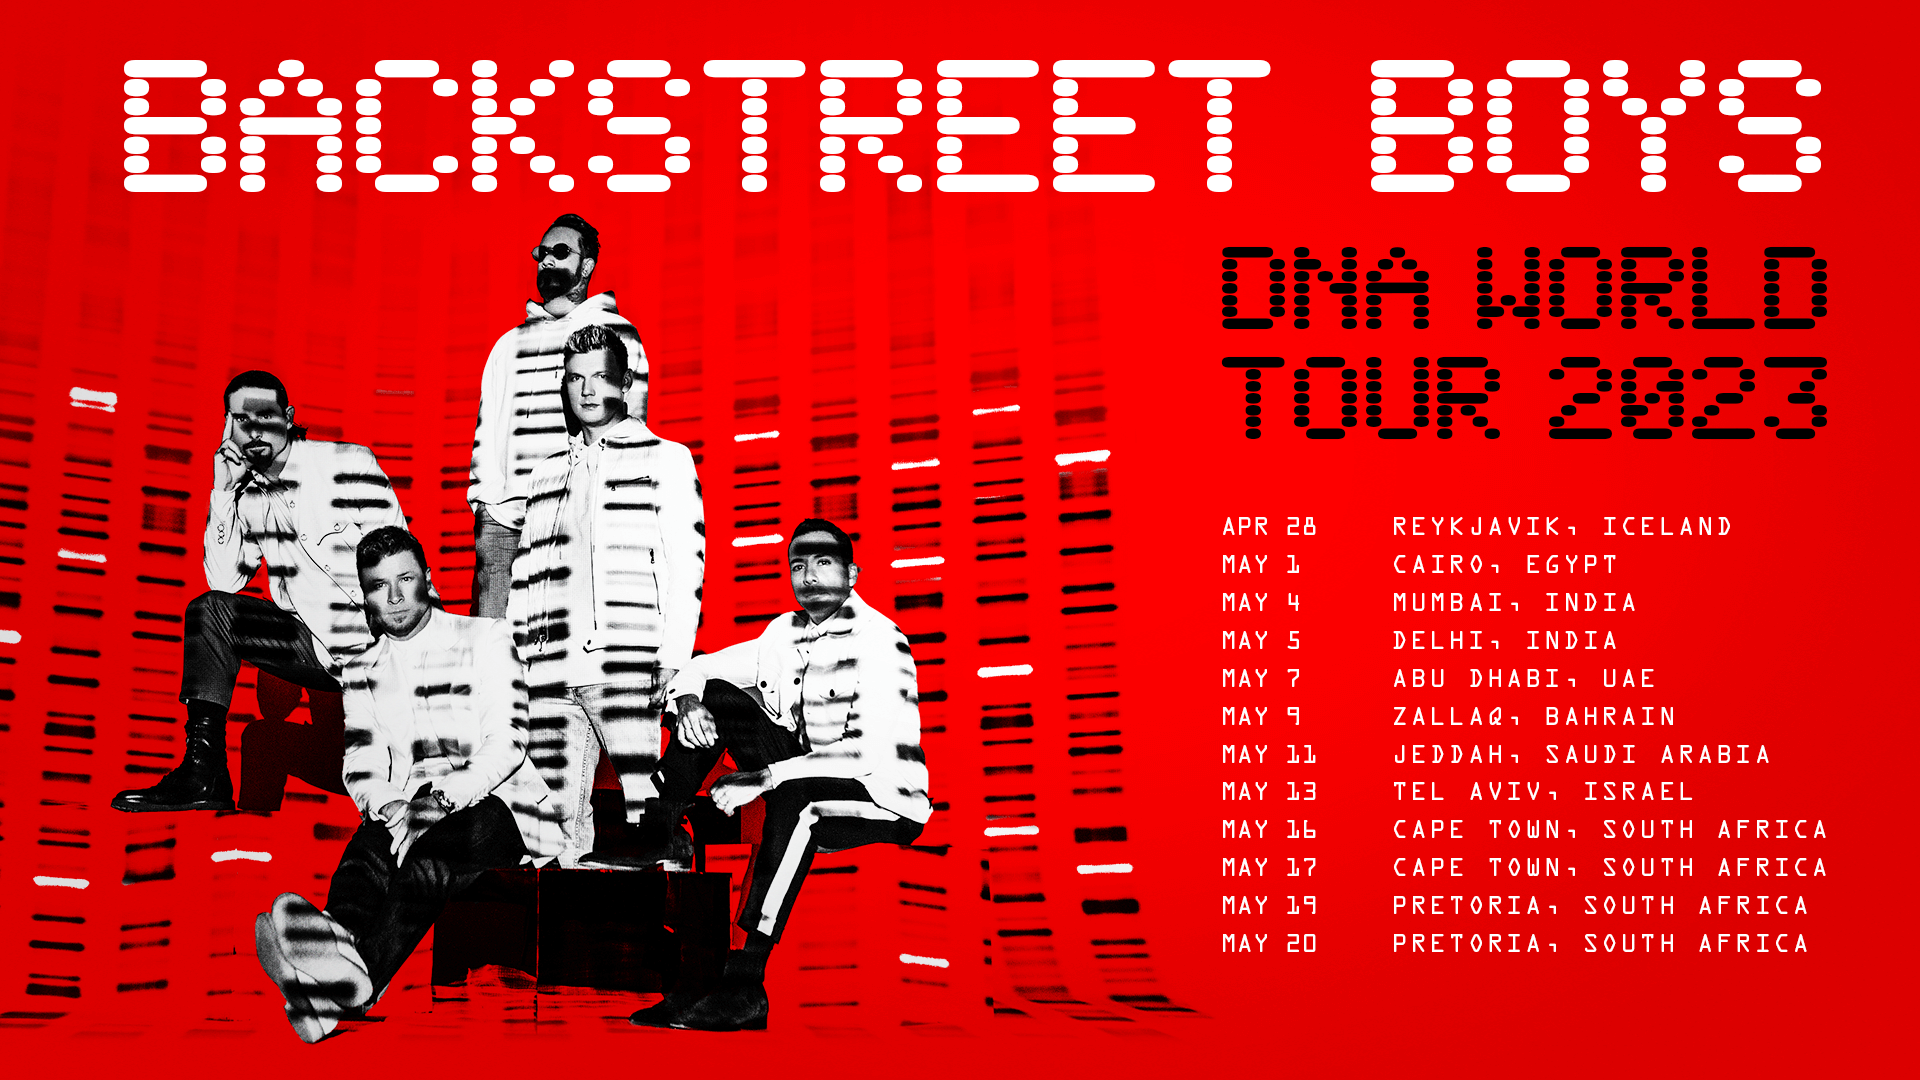 BACKSTREET BOYS
DNA WORLD
TOUR 2023
APR 28 REYKJAVIK, ICELAND
MAY 1 CAIRO, EGYPT
MAY 4 MUMBAI, INDIA
MAY 5 DELHI, INDIA
MAY 7 ABU DHABI, UAE
MAY 9 ZALLAQ, BAHRAIN
MAY 11 JEDDAH, SAUDI ARABIA
MAY 13 TEL AVIV, ISRAEL
MAY 16 CAPE TOWN, SOUTH AFRICA
MAY 17 CAPE TOWN, SOUTH AFRICA
MAY 19 PRETORIA, SOUTH AFRICA
MAY 20 PRETORIA, SOUTH AFRICA